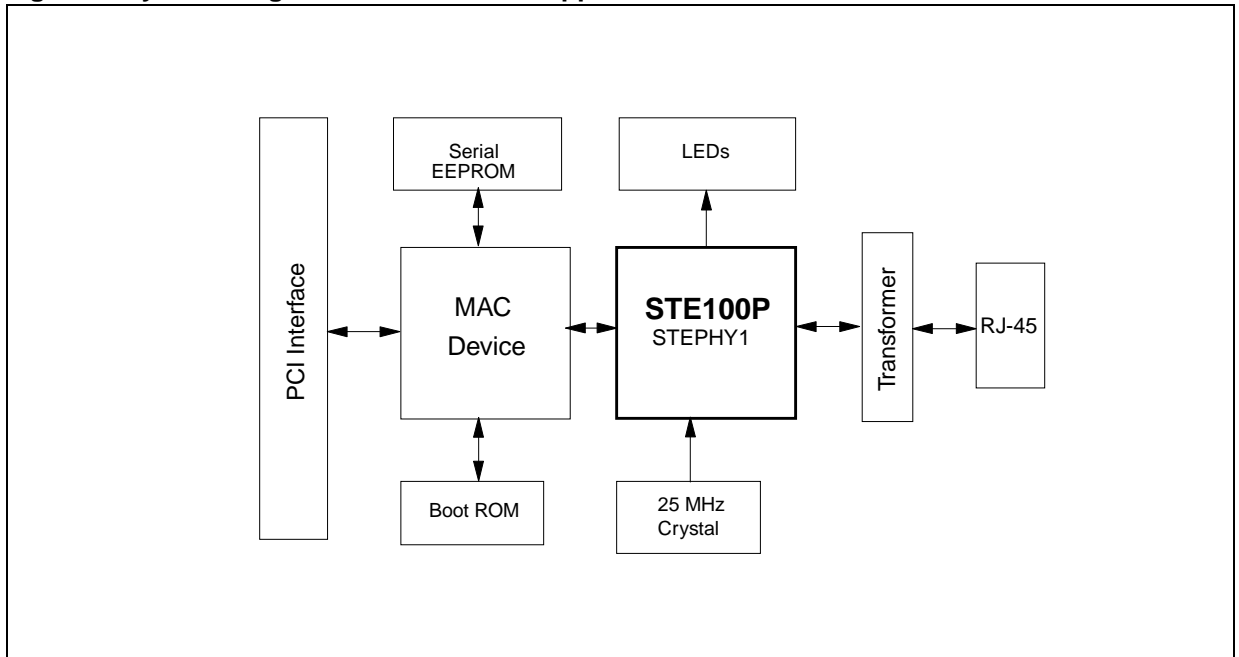 Serial
EEPROM
LEDs
PCI Interface
MAC
Device
STE100P
STEPHY1
Transformer
RJ-45
Boot ROM
25 MHz
Crystal